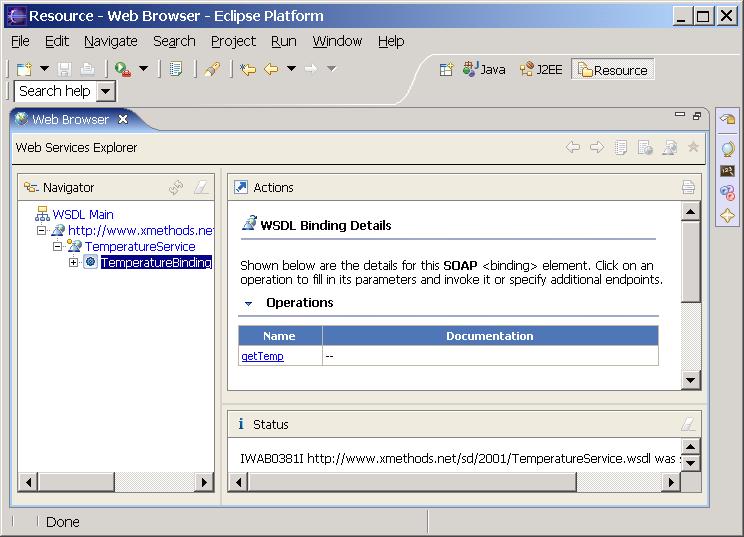 Resource - Web Browser - Eclipse Platform
File Edit Navigate Search Project Run Window Help
Java J2EE Resource
Search help
Web Browser
Web Services Explorer
Navigator
WSDL Main
http://www.xmethods.net
TemperatureService
TemperatureBinding
Actions
WSDL Binding Details
Shown below are the details for this SOAP <binding> element. Click on an
operation to fill in its parameters and invoke it or specify additional endpoints.
Operations
Name Documentation
getTemp --
Status
IWAB0381I http://www.xmethods.net/sd/2001/TemperatureService.wsdl was
Done